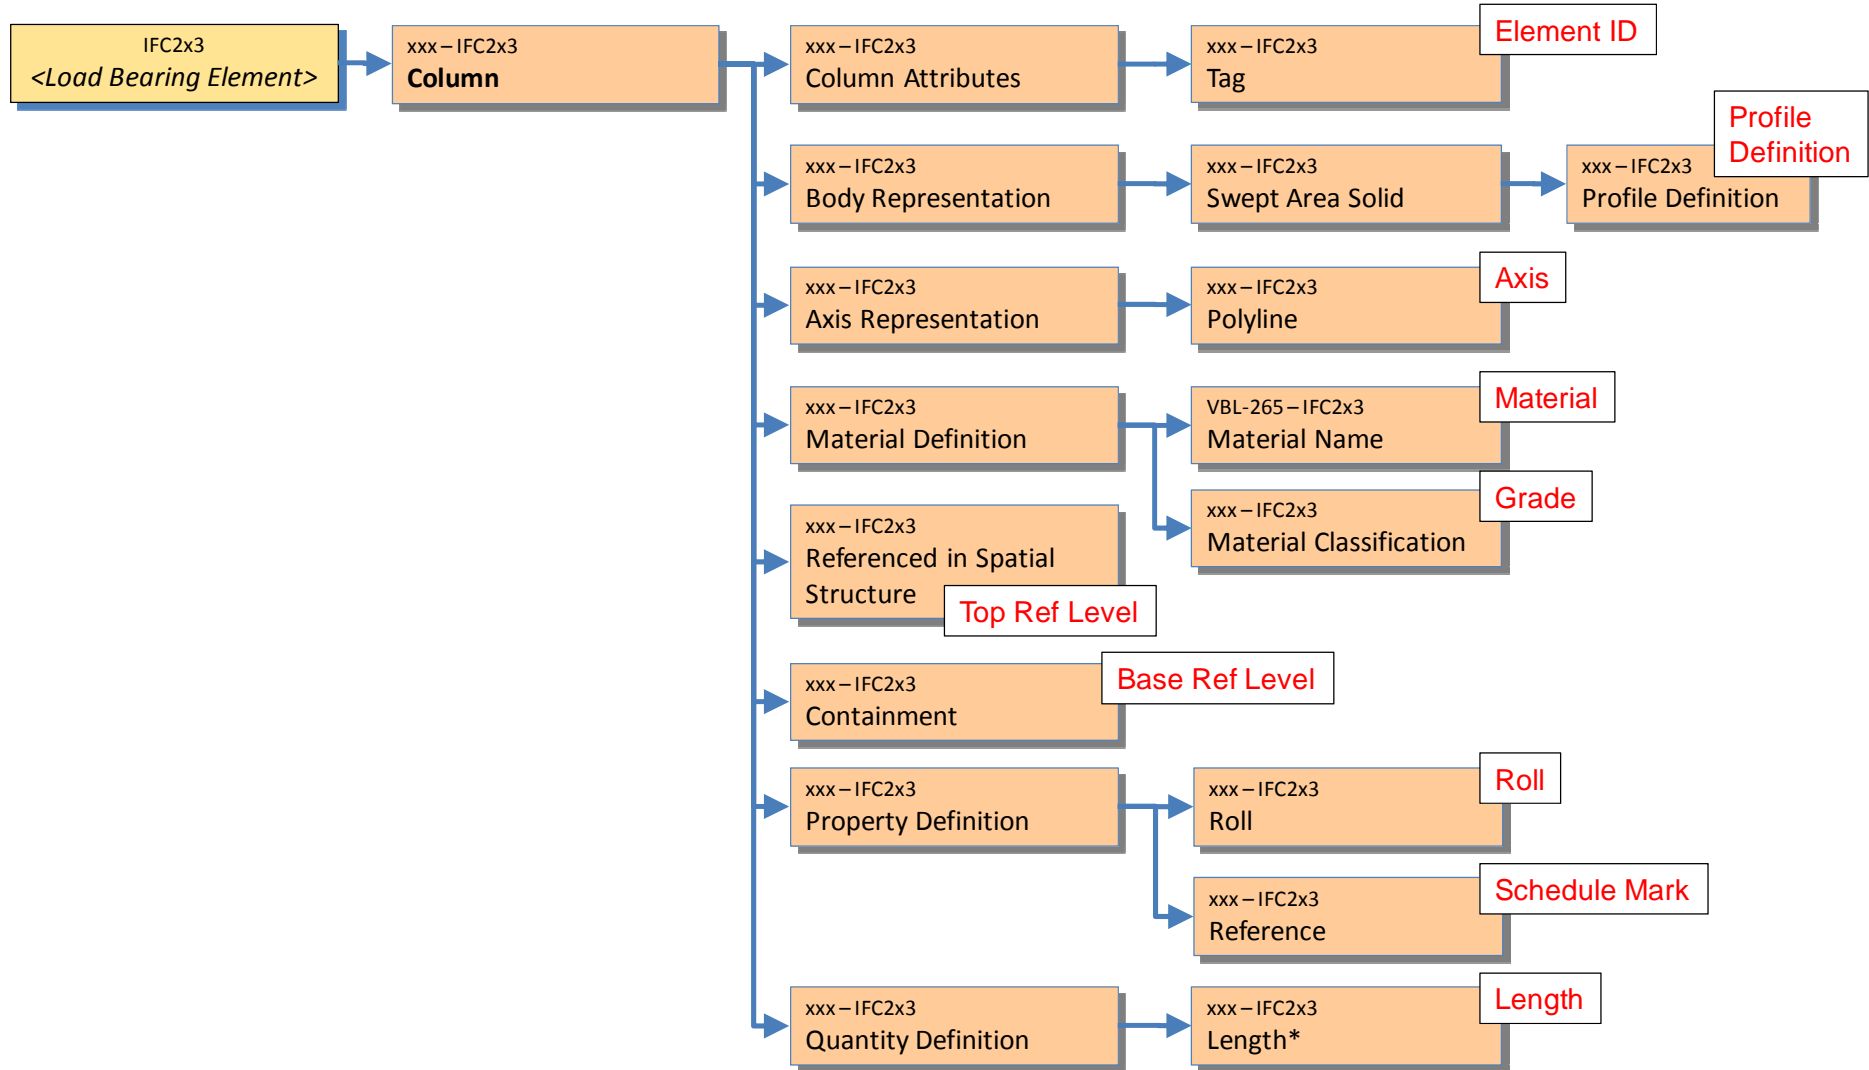 IFC2x3
<Load Bearing Element>
xxx – IFC2x3
Column
xxx – IFC2x3
Column Attributes
xxx – IFC2x3
Tag
Element ID
xxx – IFC2x3
Body Representation
xxx – IFC2x3
Swept Area Solid
xxx – IFC2x3
Profile Definition
Profile
Definition
xxx – IFC2x3
Axis Representation
xxx – IFC2x3
Polyline
Axis
xxx – IFC2x3
Material Definition
VBL-265 – IFC2x3
Material Name
Material
xxx – IFC2x3
Material Classification
Grade
xxx – IFC2x3
Referenced in Spatial
Structure
Top Ref Level
xxx – IFC2x3
Containment
Base Ref Level
xxx – IFC2x3
Property Definition
xxx – IFC2x3
Roll
Roll
xxx – IFC2x3
Reference
Schedule Mark
xxx – IFC2x3
Quantity Definition
xxx – IFC2x3
Length*
Length